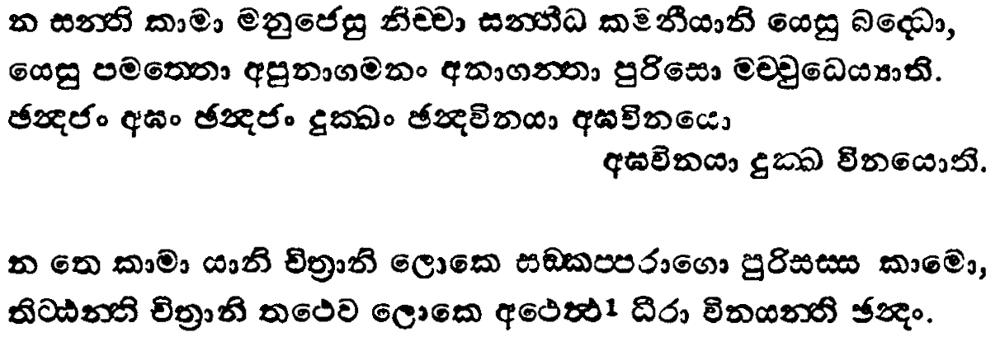 න සන්ති කාමා මනුජෙසු නිච්චා සන්තීධ කමනීයානි යෙසු බද්ධො,
යෙසු පමත්තො අපුනාගමනං අනාගන්තා පුරිසො මච්චුධෙය්‍යාති.
ඡන්දජං අඝං ඡන්දජං දුක්ඛං ඡන්දවිනයා අඝවිනයො
අඝවිනයා දුක්ඛ විනයොති.
න තෙ කාමා යානි චිත්‍රානි ලොකෙ සඞ්කප්පරාගො පුරිසස්ස කාමො,
තිට්ඨන්ති චිත්‍රානි තථෙව ලොකෙ අථෙත්‍ථ1 ධීරා විනයන්ති ඡන්දං.